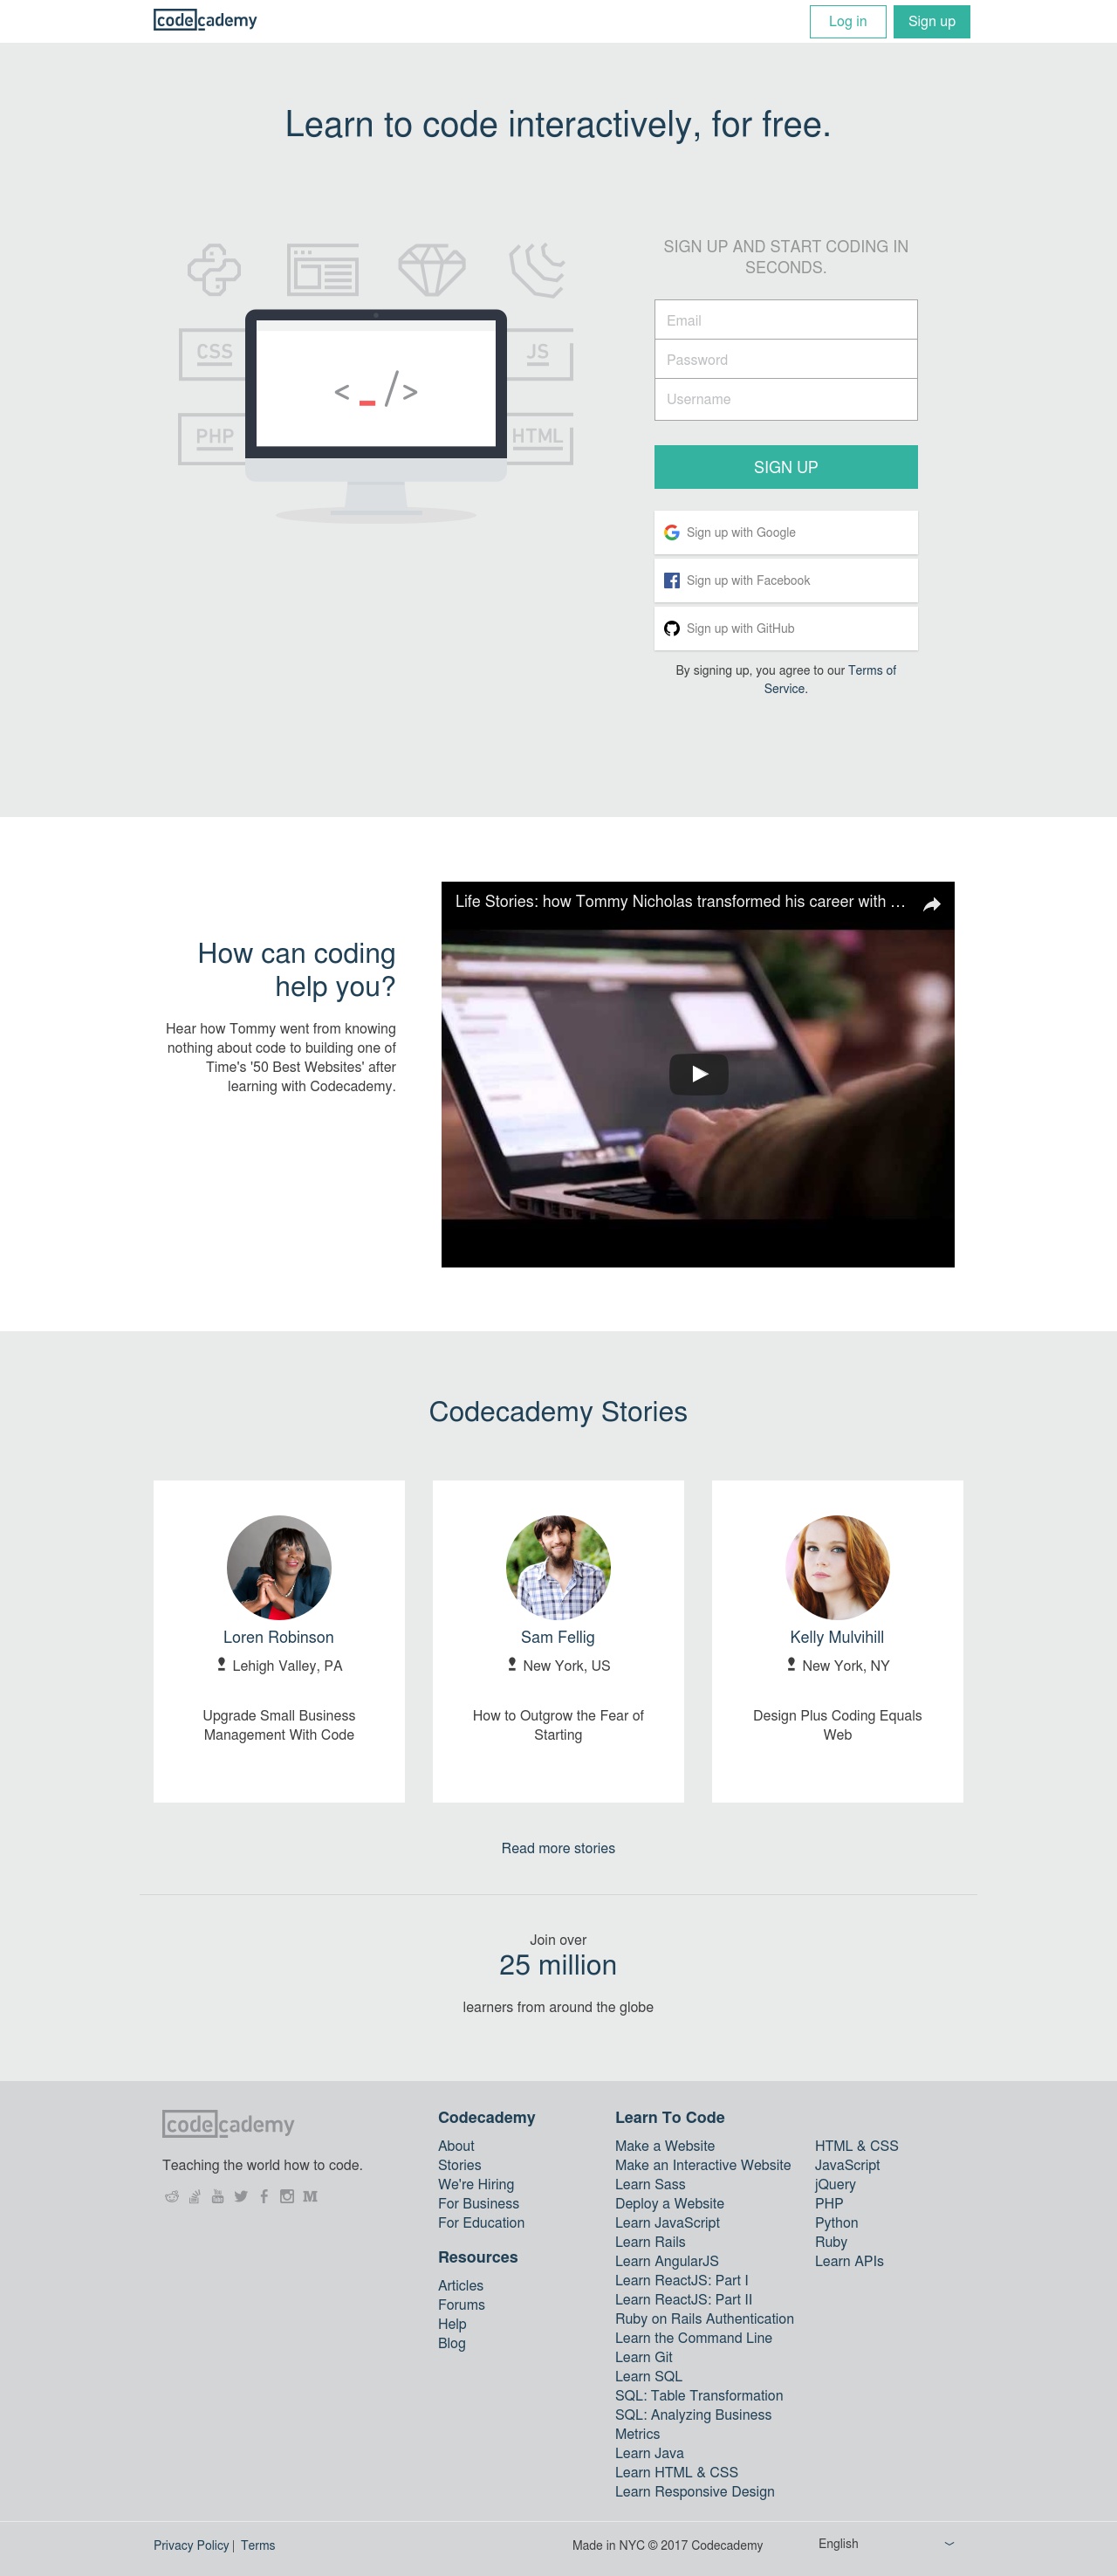 codecademy
Log in
Sign up
Learn to code interactively, for free.
SIGN UP AND START CODING IN
SECONDS.
CSS
JS
PHP
HTML
< _ />
Email
Password
Username
SIGN UP
Sign up with Google
Sign up with Facebook
Sign up with GitHub
By signing up, you agree to our Terms of
Service.
Life Stories: how Tommy Nicholas transformed his career with ...
How can coding
help you?
Hear how Tommy went from knowing
nothing about code to building one of
Time's '50 Best Websites' after
learning with Codecademy.
Codecademy Stories
Loren Robinson
Lehigh Valley, PA
Upgrade Small Business
Management With Code
Sam Fellig
New York, US
How to Outgrow the Fear of
Starting
Kelly Mulvihill
New York, NY
Design Plus Coding Equals
Web
Read more stories
Join over
25 million
learners from around the globe
codecademy
Teaching the world how to code.
Codecademy
About
Stories
We're Hiring
For Business
For Education
Resources
Articles
Forums
Help
Blog
Learn To Code
Make a Website
Make an Interactive Website
Learn Sass
Deploy a Website
Learn JavaScript
Learn Rails
Learn AngularJS
Learn ReactJS: Part I
Learn ReactJS: Part II
Ruby on Rails Authentication
Learn the Command Line
Learn Git
Learn SQL
SQL: Table Transformation
SQL: Analyzing Business
Metrics
Learn Java
Learn HTML & CSS
Learn Responsive Design
HTML & CSS
JavaScript
jQuery
PHP
Python
Ruby
Learn APIs
Privacy Policy | Terms
Made in NYC © 2017 Codecademy
English